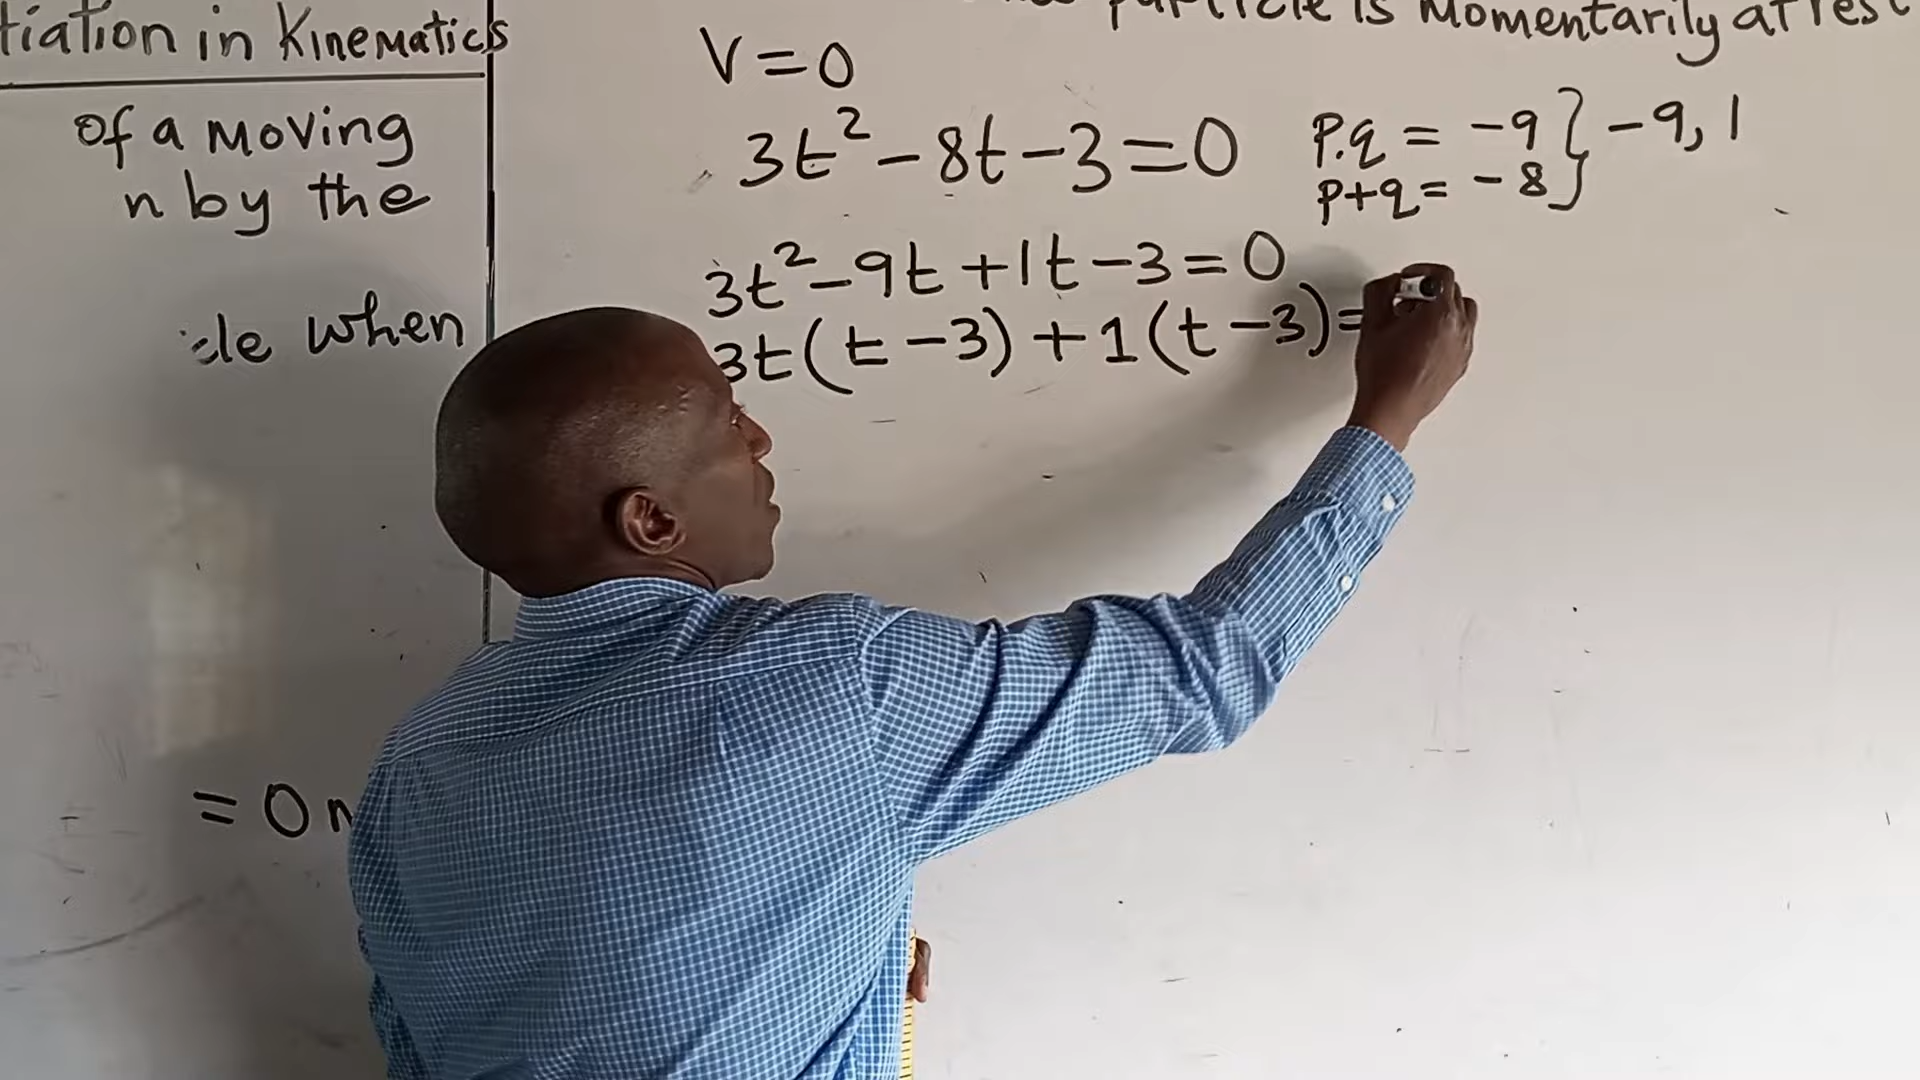 tiation in Kinematics
of a moving
n by the
when
= 0
particle is Momentarily at rest
V=0
3t²-8t-3=0
p.q = -9 } -9, 1
p+q= -8
3t²-9t+1t-3=0
3t(t-3)+1(t-3)=